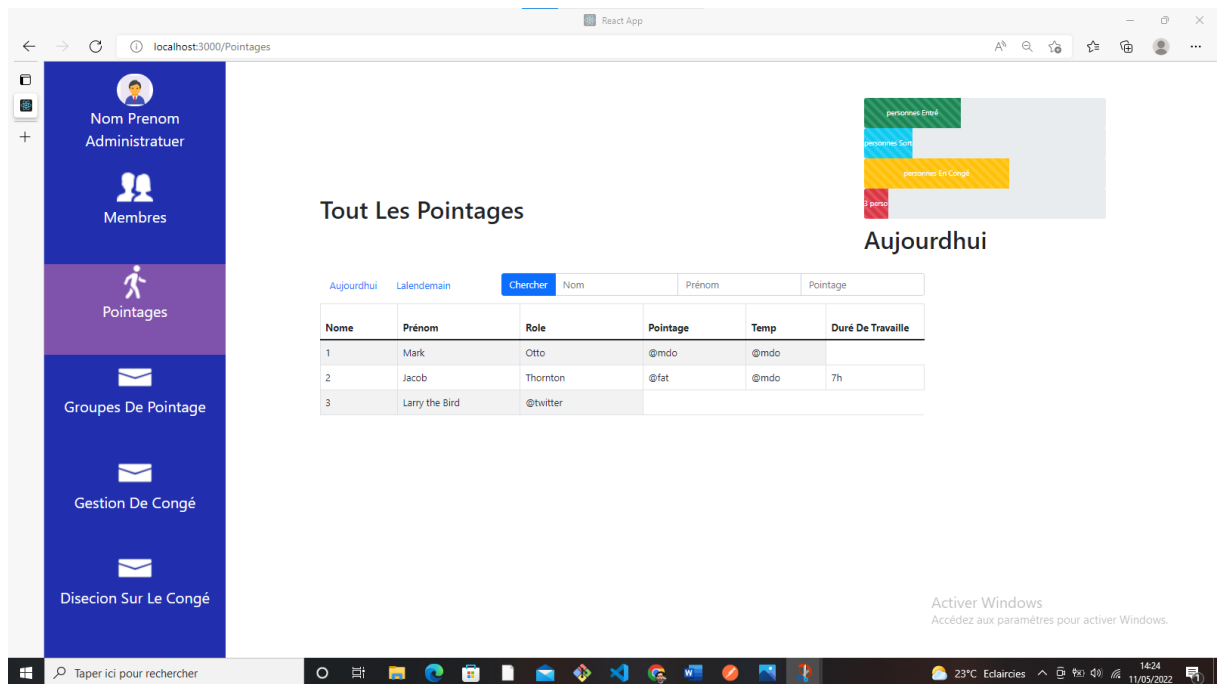 React App
localhost:3000/Pointages
Nom Prenom
Administratuer
Membres
Pointages
Groupes De Pointage
Gestion De Congé
Disecion Sur Le Congé
personnes Entré
personnes Sort
personnes En Congé
3 perso
Aujourdhui
Tout Les Pointages
Aujourdhui Lalendemain Chercher Nom Prénom Pointage
Nome Prénom Role Pointage Temp Duré De Travaille
1 Mark Otto @mdo @mdo
2 Jacob Thornton @fat @mdo 7h
3 Larry the Bird @twitter
Activer Windows
Accédez aux paramètres pour activer Windows.
Taper ici pour rechercher
23°C Eclaircies
14:24
11/05/2022